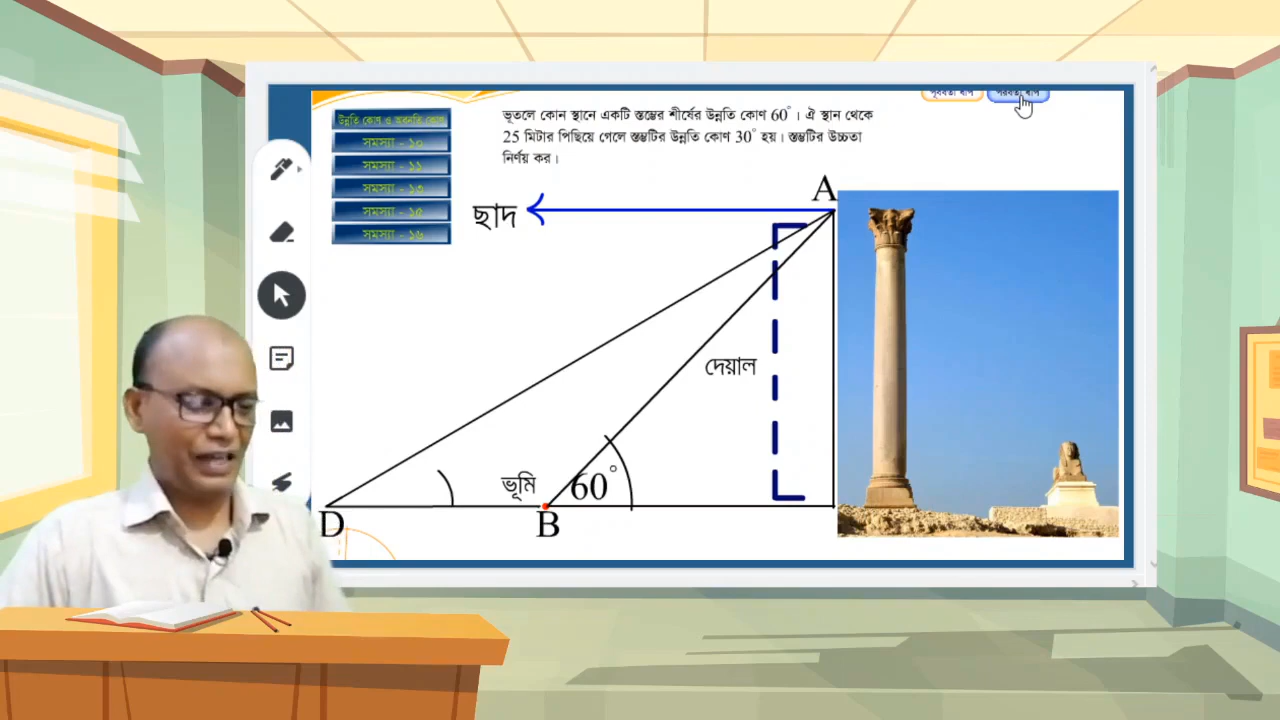 উন্নতি কোণ ও অবনতি কোণ
সমস্যা - ১০
সমস্যা - ১১
সমস্যা - ১৩
সমস্যা - ১৫
সমস্যা - ১৬
ভূতলে কোন স্থানে একটি স্তম্ভের শীর্ষের উন্নতি কোণ 60°। ঐ স্থান থেকে
25 মিটার পিছিয়ে গেলে স্তম্ভটির উন্নতি কোণ 30° হয়। স্তম্ভটির উচ্চতা
নির্ণয় কর।
A
ছাদ
দেয়াল
ভূমি
60°
D
B